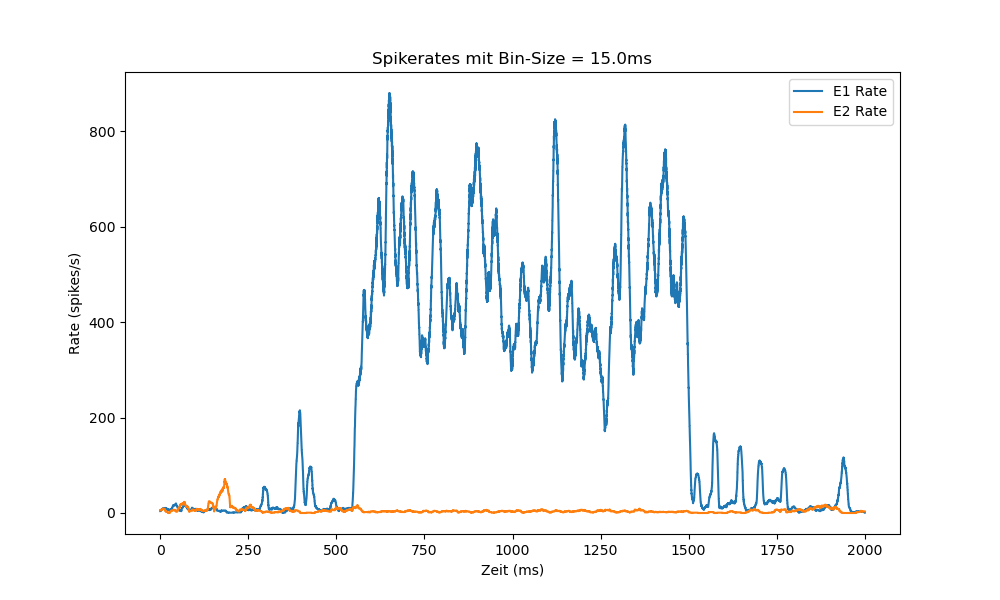 Spikerates mit Bin-Size = 15.0ms
E1 Rate
E2 Rate
800
600
400
200
0
Rate (spikes/s)
0 250 500 750 1000 1250 1500 1750 2000
Zeit (ms)